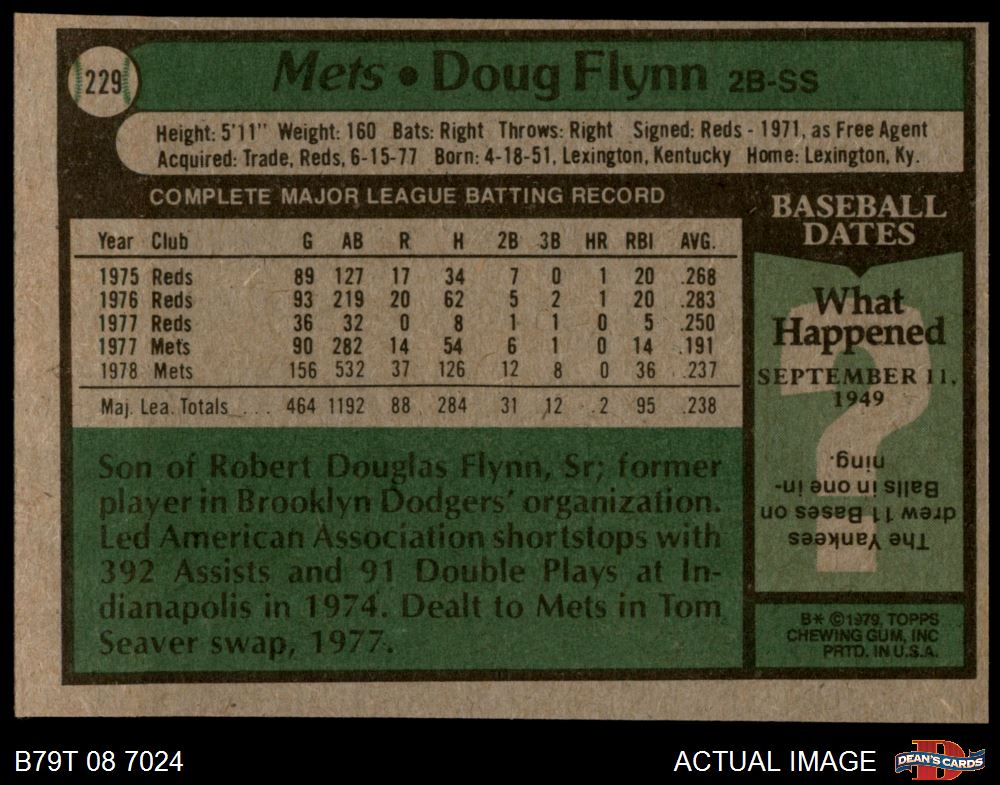 229
Mets • Doug Flynn 2B-SS
Height: 5'11" Weight: 160 Bats: Right Throws: Right Signed: Reds - 1971, as Free Agent
Acquired: Trade, Reds, 6-15-77 Born: 4-18-51, Lexington, Kentucky Home: Lexington, Ky.
COMPLETE MAJOR LEAGUE BATTING RECORD
Year Club G AB R H 2B 3B HR RBI AVG.
1975 Reds 89 127 17 34 7 0 1 20 .268
1976 Reds 93 219 20 62 5 2 1 20 .283
1977 Reds 36 32 0 8 1 1 0 5 .250
1977 Mets 90 282 14 54 6 1 0 14 .191
1978 Mets 156 532 37 126 12 8 0 36 .237
Maj. Lea. Totals . . . 464 1192 88 284 31 12 2 95 .238
Son of Robert Douglas Flynn, Sr; former
player in Brooklyn Dodgers' organization.
Led American Association shortstops with
392 Assists and 91 Double Plays at In-
dianapolis in 1974. Dealt to Mets in Tom
Seaver swap, 1977.
BASEBALL
DATES
What
Happened
SEPTEMBER 11,
1949
?
The Yankees
drew 11 Bases on
Balls in one in-
ning.
B* ©1979, TOPPS
CHEWING GUM, INC
PRTD. IN U.S.A.
B79T 08 7024
ACTUAL IMAGE
D
DEAN'S CARDS